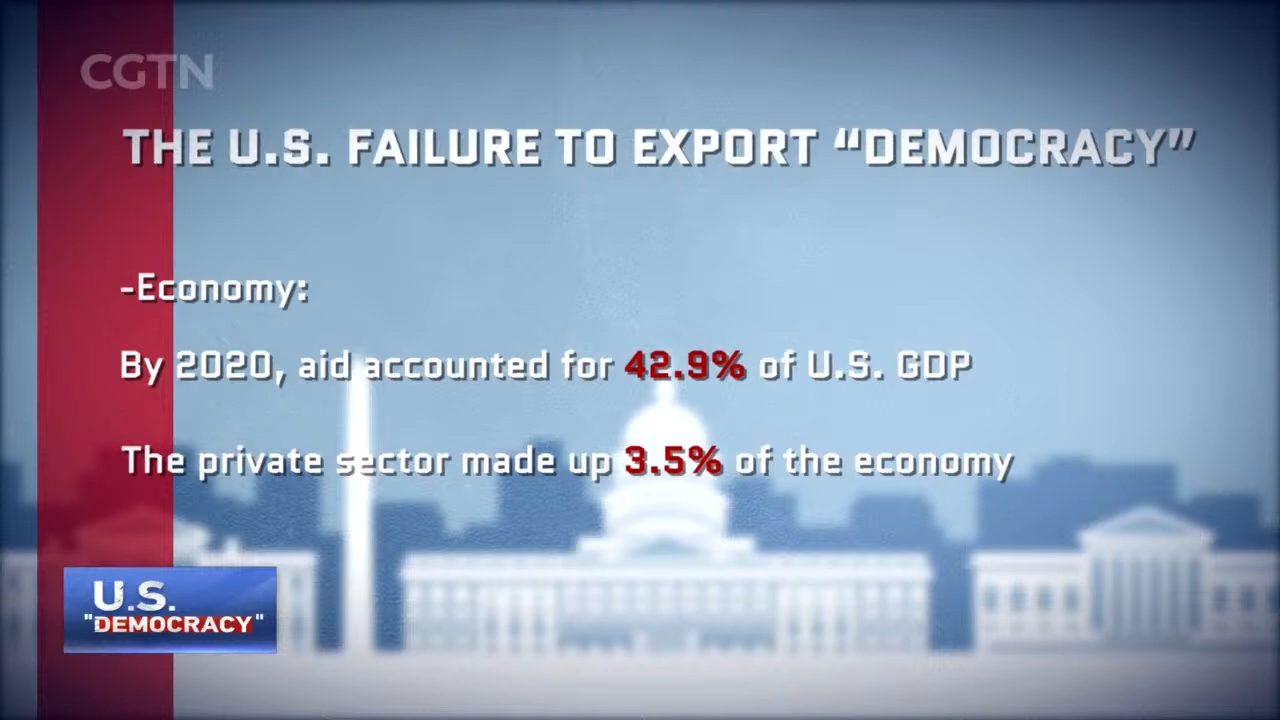 CGTN
THE U.S. FAILURE TO EXPORT “DEMOCRACY”
-Economy:
By 2020, aid accounted for 42.9% of U.S. GDP
The private sector made up 3.5% of the economy
U.S.
"DEMOCRACY"